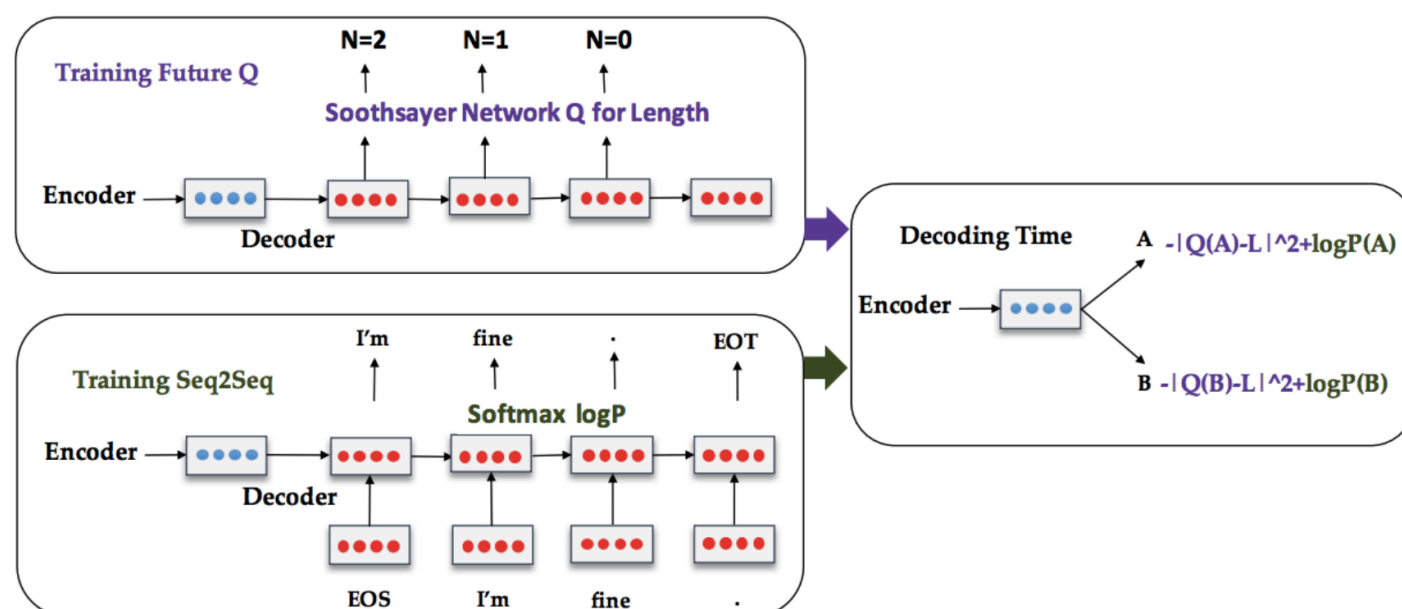 N=2 N=1 N=0
Training Future Q
Soothsayer Network Q for Length
Encoder
Decoder
I'm fine . EOT
Training Seq2Seq
Softmax logP
Encoder
Decoder
EOS I'm fine .
Decoding Time
A -|Q(A)-L|^2+logP(A)
Encoder
B -|Q(B)-L|^2+logP(B)